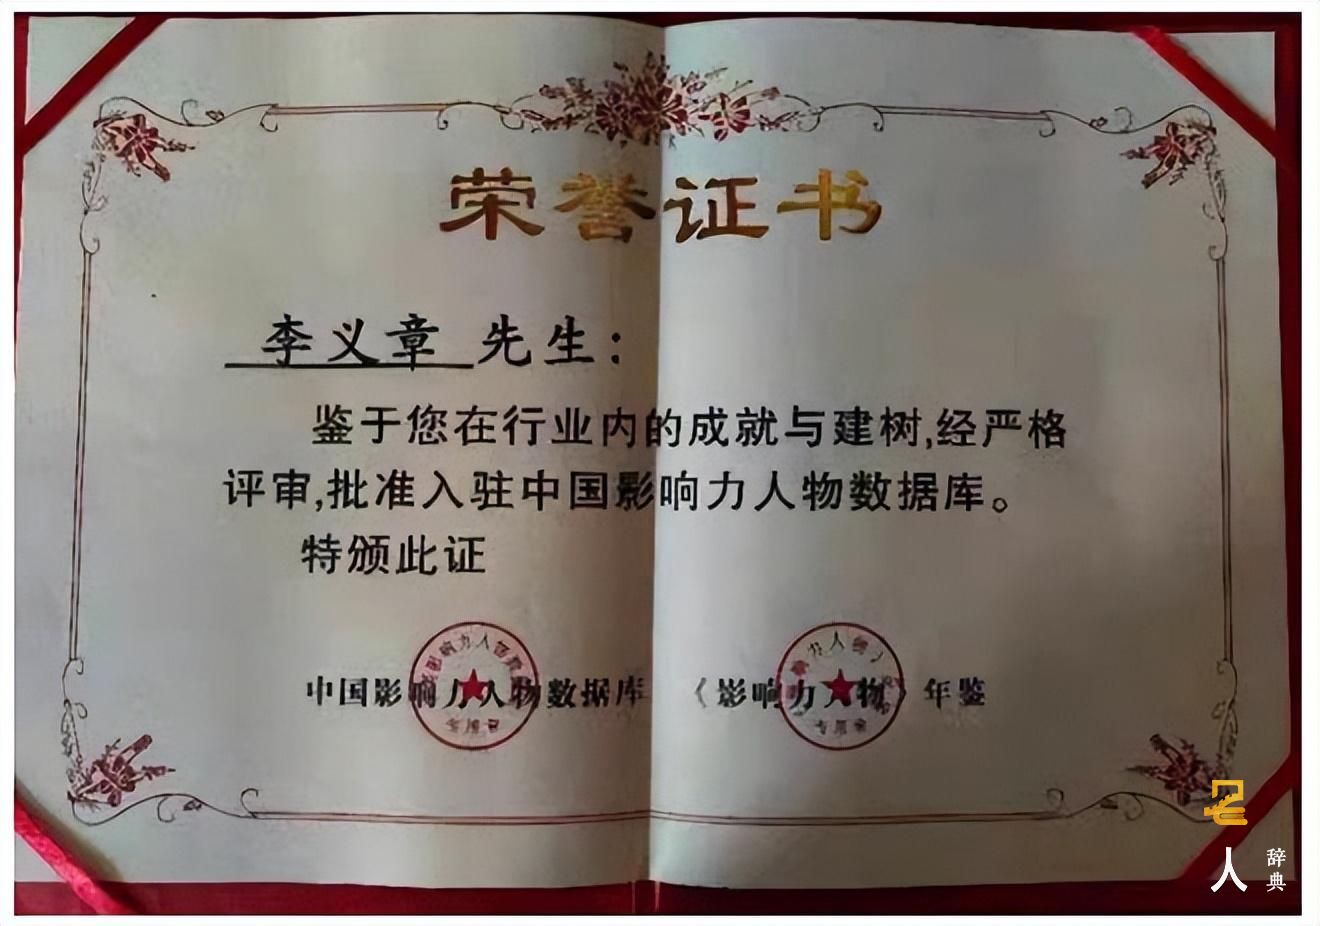 荣誉证书
李义章 先生：
鉴于您在行业内的成就与建树,经严格
评审,批准入驻中国影响力人物数据库。
特颁此证
中国影响力人物数据库 《影响力人物》年鉴
名
人
辞典